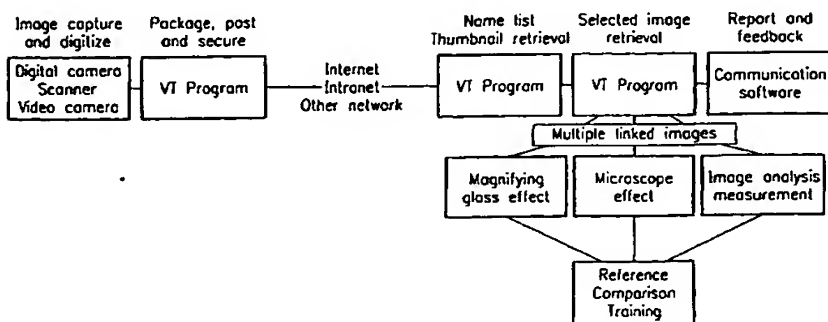 Image capture
and digitize
Package, post
and secure
Name list
Thumbnail retrieval
Selected image
retrieval
Report and
feedback
Digital camera
Scanner
Video camera
VT Program
Internet
Intranet
Other network
VT Program
VT Program
Communication
software
Multiple linked images
Magnifying
glass effect
Microscope
effect
Image analysis
measurement
Reference
Comparison
Training